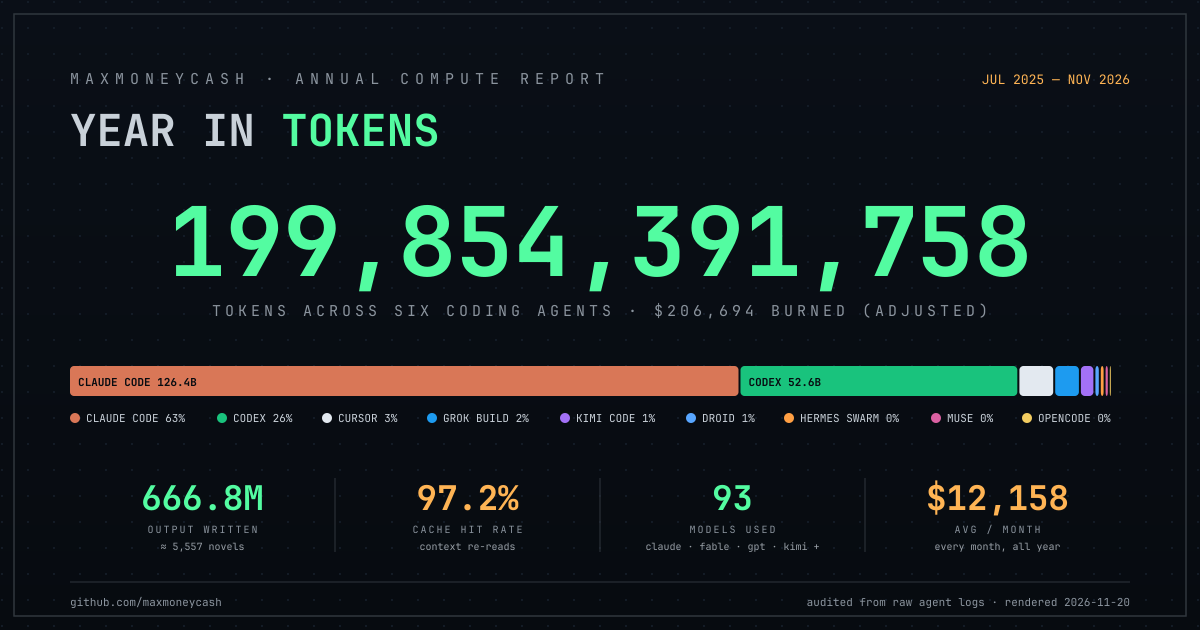 MAXMONEYCASH · ANNUAL COMPUTE REPORT
JUL 2025 — NOV 2026
YEAR IN TOKENS
199,854,391,758
TOKENS ACROSS SIX CODING AGENTS · $206,694 BURNED (ADJUSTED)
CLAUDE CODE 126.4B
CODEX 52.6B
CLAUDE CODE 63% CODEX 26% CURSOR 3% GROK BUILD 2% KIMI CODE 1% DROID 1% HERMES SWARM 0% MUSE 0% OPENCODE 0%
666.8M
OUTPUT WRITTEN
≈ 5,557 novels
97.2%
CACHE HIT RATE
context re-reads
93
MODELS USED
claude · fable · gpt · kimi +
$12,158
AVG / MONTH
every month, all year
github.com/maxmoneycash
audited from raw agent logs · rendered 2026-11-20